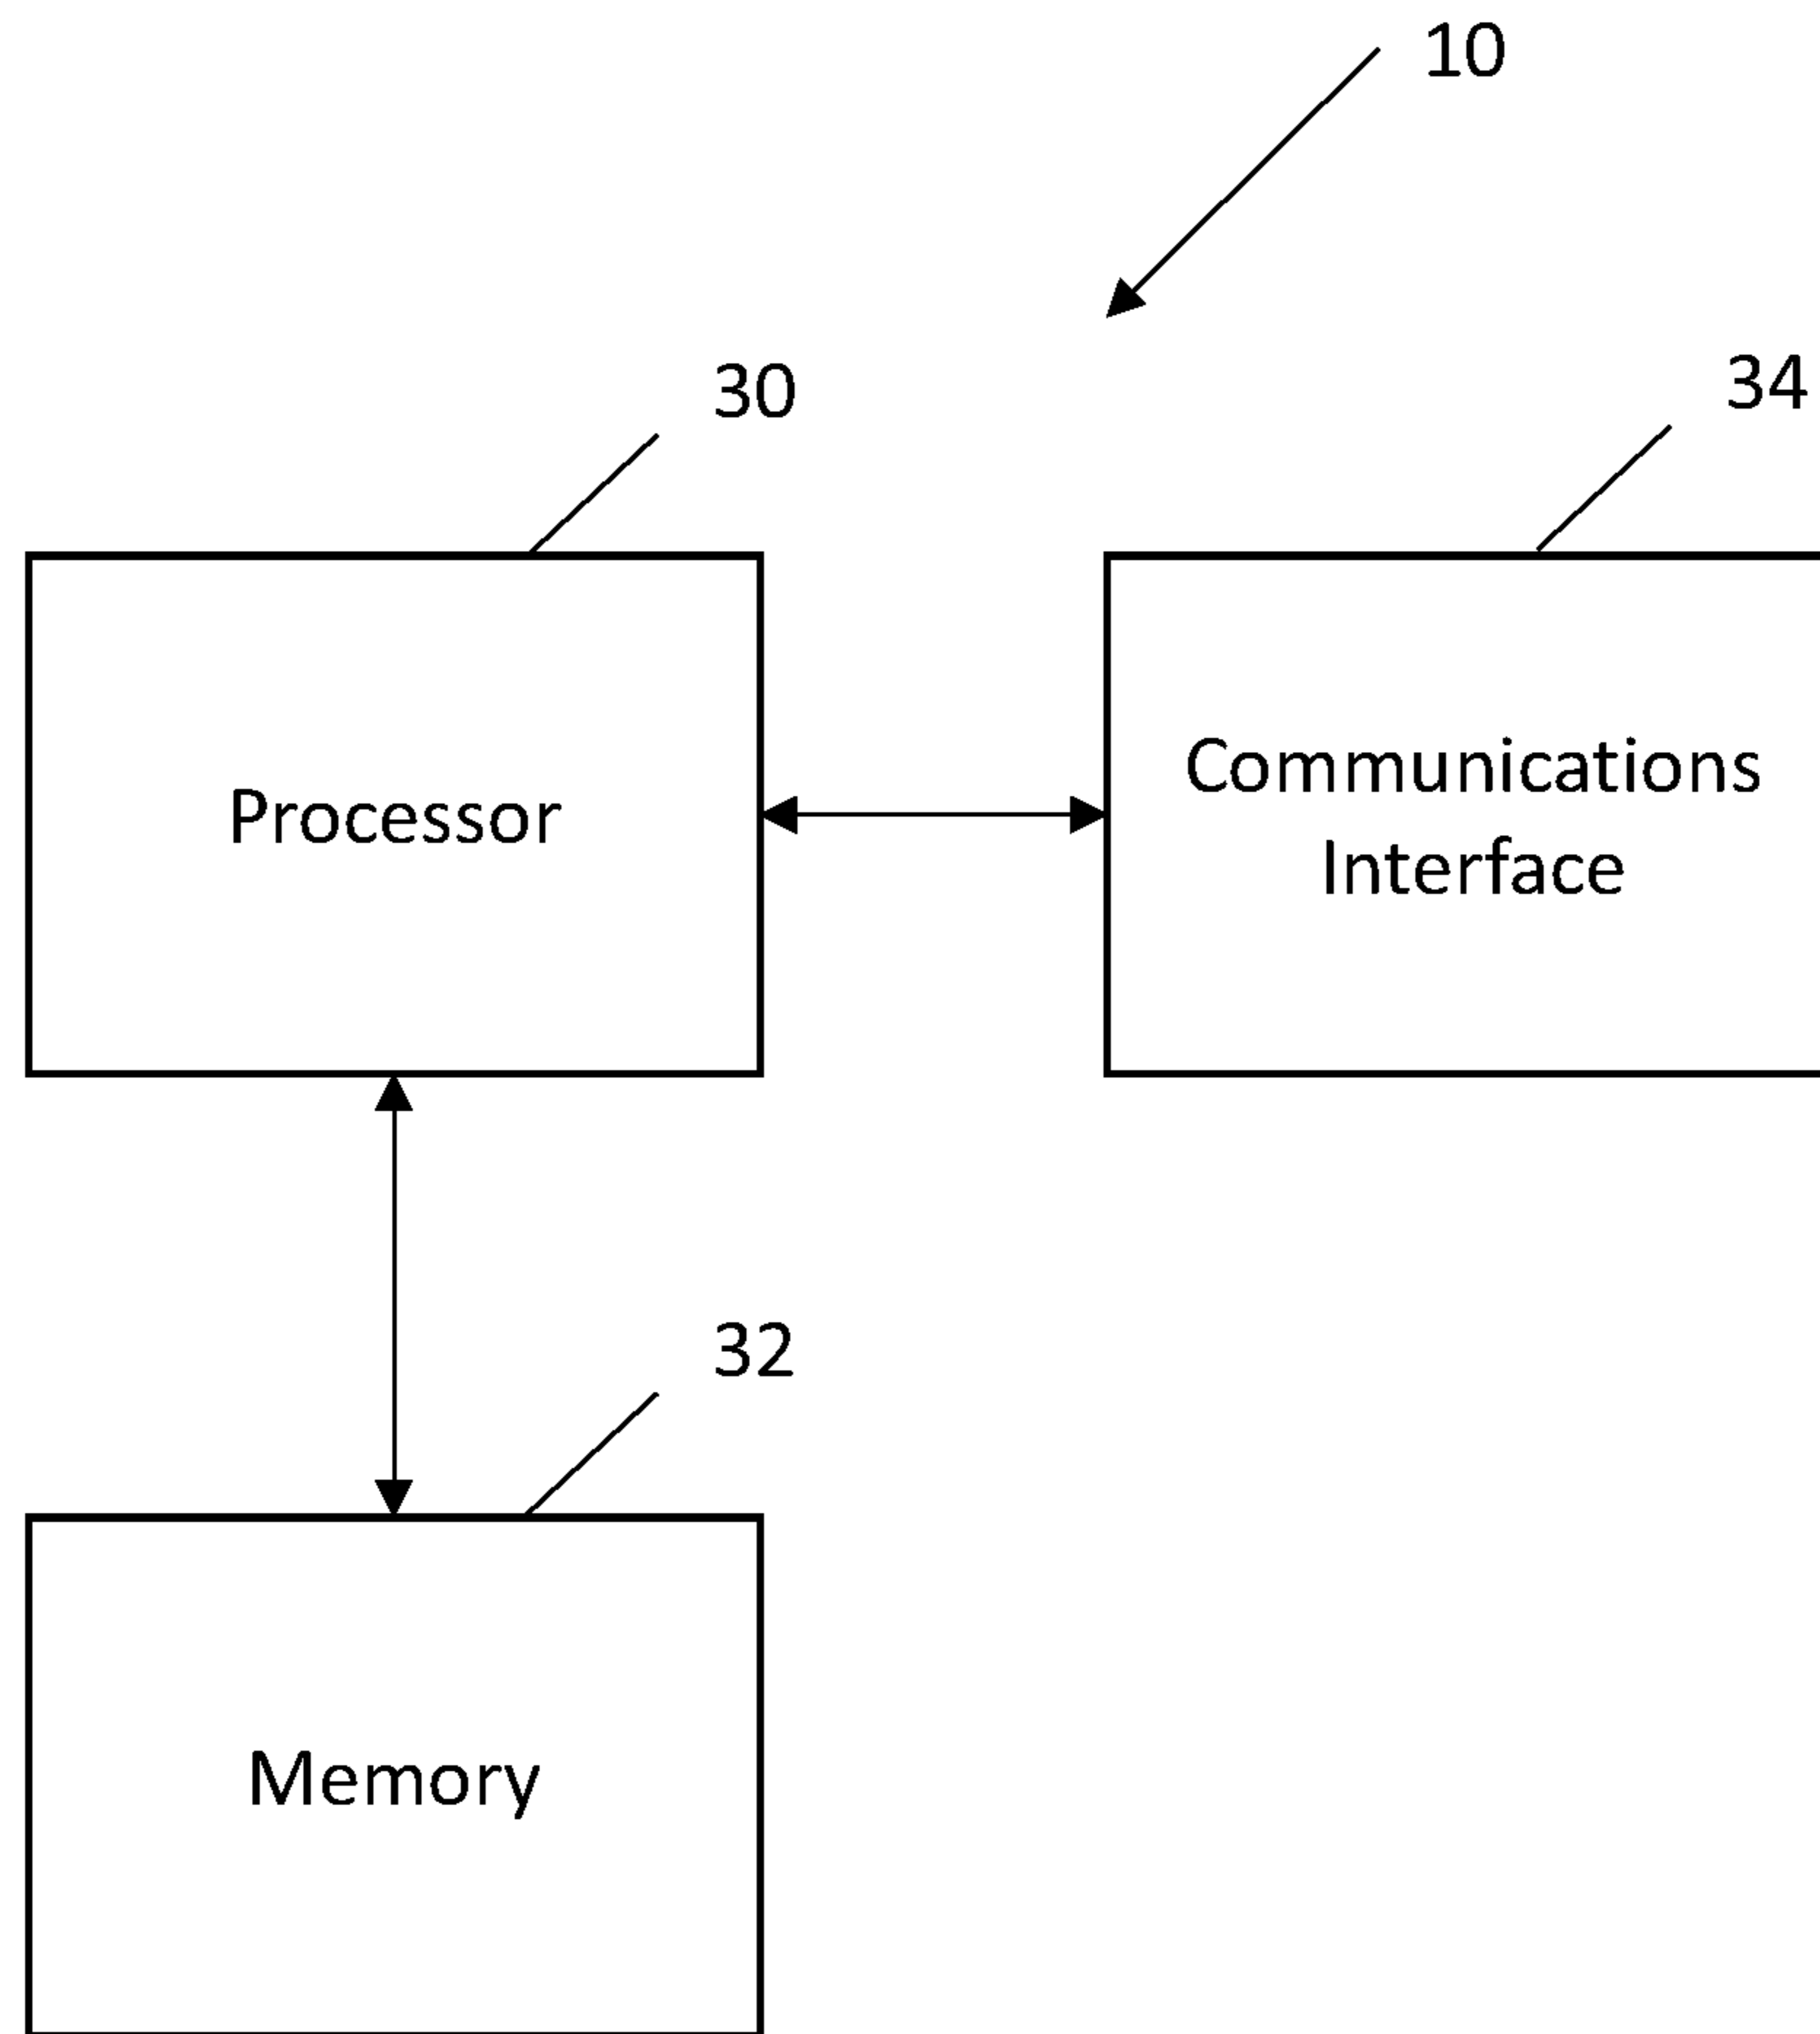 10
30
34
Processor
Communications
Interface
32
Memory